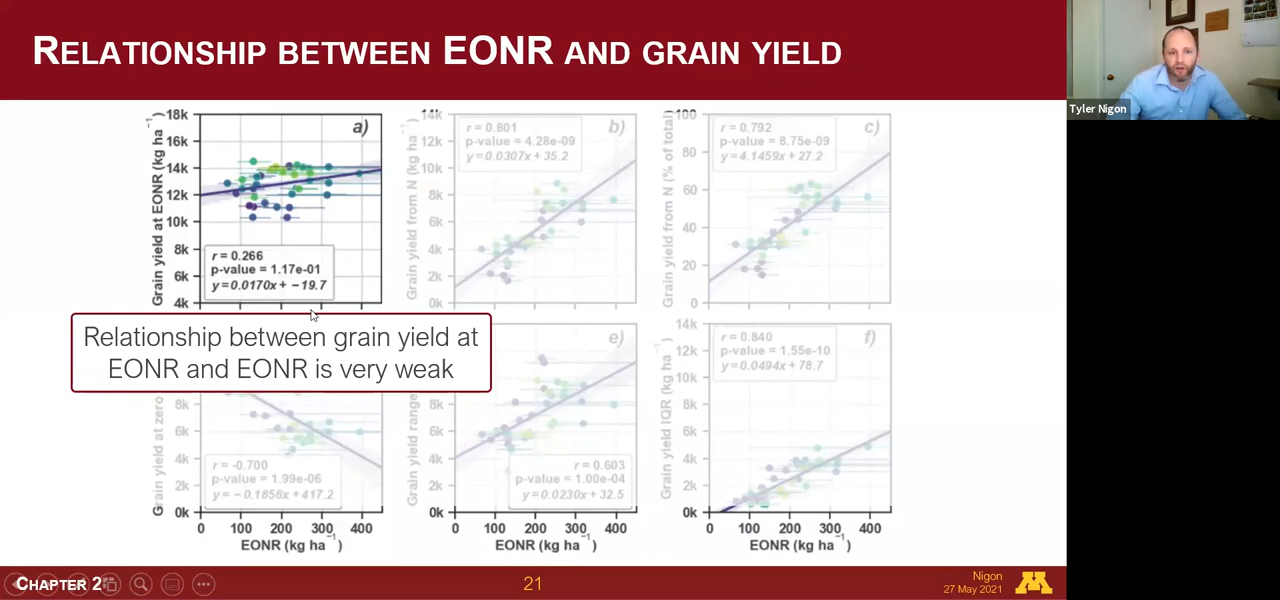 RELATIONSHIP BETWEEN EONR AND GRAIN YIELD
Tyler Nigon
Grain yield at EONR (kg ha⁻¹)
18k
16k
14k
12k
10k
8k
6k
4k
a)
r = 0.266
p-value = 1.17e-01
y=0.0170x + −19.7
Grain yield from N (kg ha⁻¹)
14k
12k
10k
8k
6k
4k
2k
0k
b)
r = 0.801
p-value = 4.28e-09
y=0.0307x + 35.2
Grain yield from N (% of total)
100
80
60
40
20
0
c)
r = 0.792
p-value = 8.75e-09
y=4.1459x + 27.2
Relationship between grain yield at
EONR and EONR is very weak
Grain yield at zero
8k
6k
4k
2k
0k
r = -0.700
p-value = 1.99e-06
y = −0.1856x + 417.2
0 100 200 300 400
EONR (kg ha⁻¹)
Grain yield range
8k
6k
4k
2k
0k
e)
r = 0.603
p-value = 1.00e-04
y=0.0230x + 32.5
0 100 200 300 400
EONR (kg ha⁻¹)
Grain yield IQR (kg ha⁻¹)
14k
12k
10k
8k
6k
4k
2k
0k
f)
r = 0.840
p-value = 1.55e-10
y=0.0494x + 78.7
0 100 200 300 400
EONR (kg ha⁻¹)
CHAPTER 2
21
Nigon
27 May 2021
M